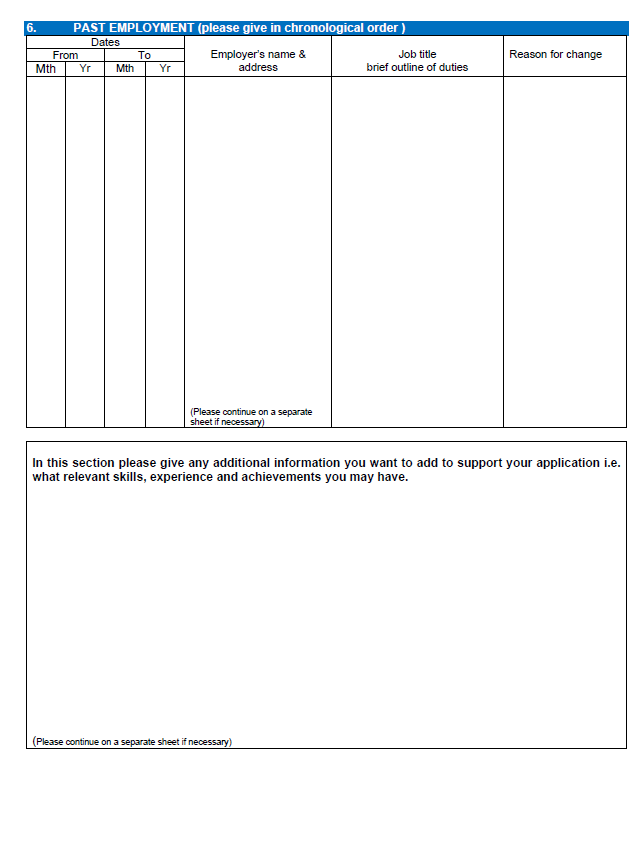 6. PAST EMPLOYMENT (please give in chronological order )
Dates
From To
Mth Yr Mth Yr
Employer's name &
address
Job title
brief outline of duties
Reason for change
(Please continue on a separate
sheet if necessary)
In this section please give any additional information you want to add to support your application i.e.
what relevant skills, experience and achievements you may have.
(Please continue on a separate sheet if necessary)